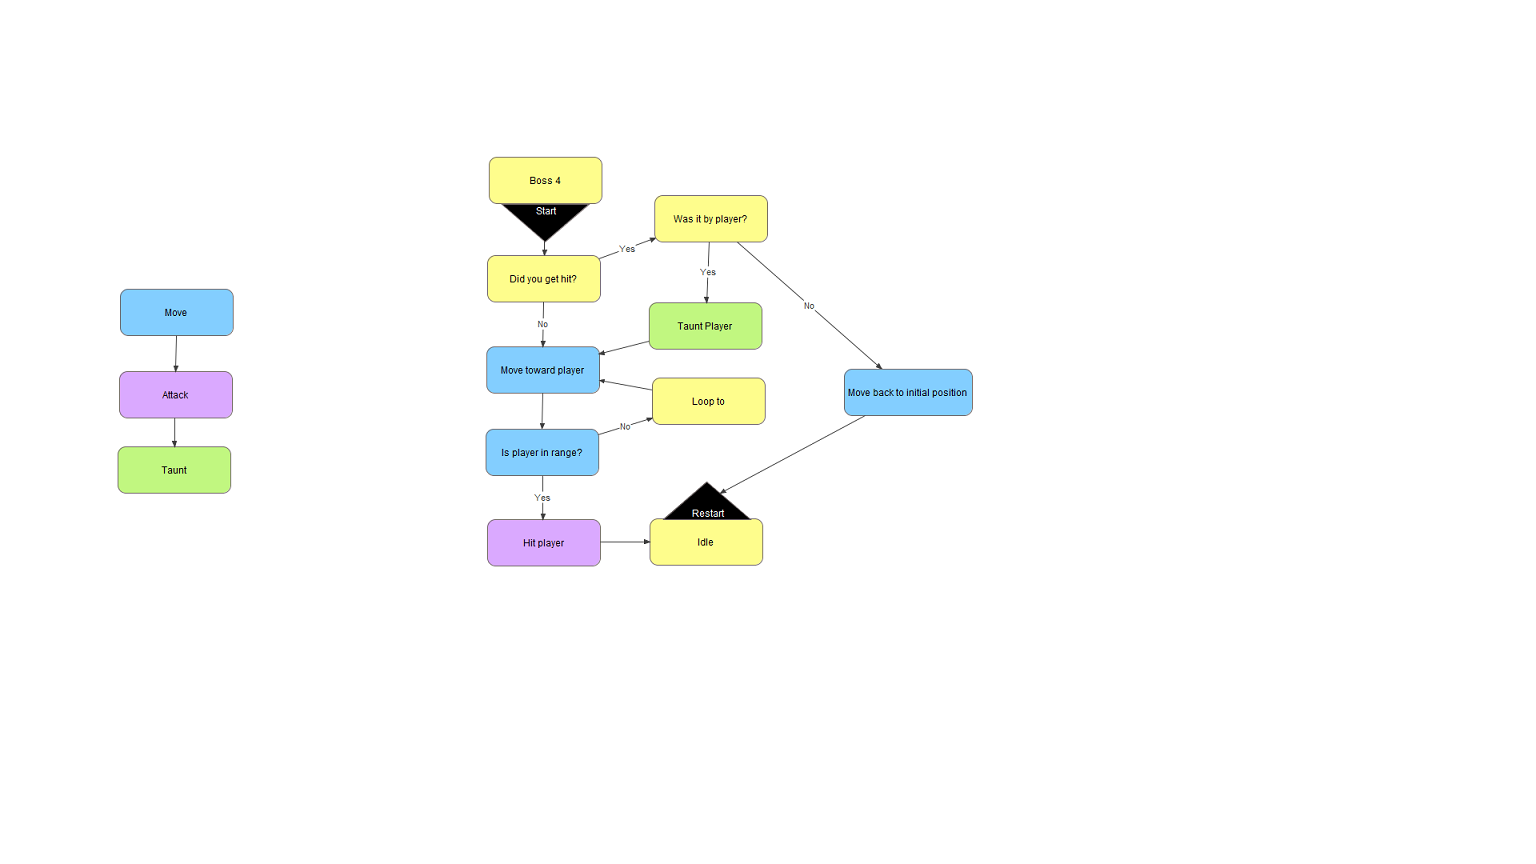 Boss 4
Start
Was it by player?
Yes
Did you get hit?
Yes
No
Move
No
Taunt Player
Move toward player
Attack
Loop to
Move back to initial position
No
Is player in range?
Taunt
Yes
Restart
Hit player
Idle